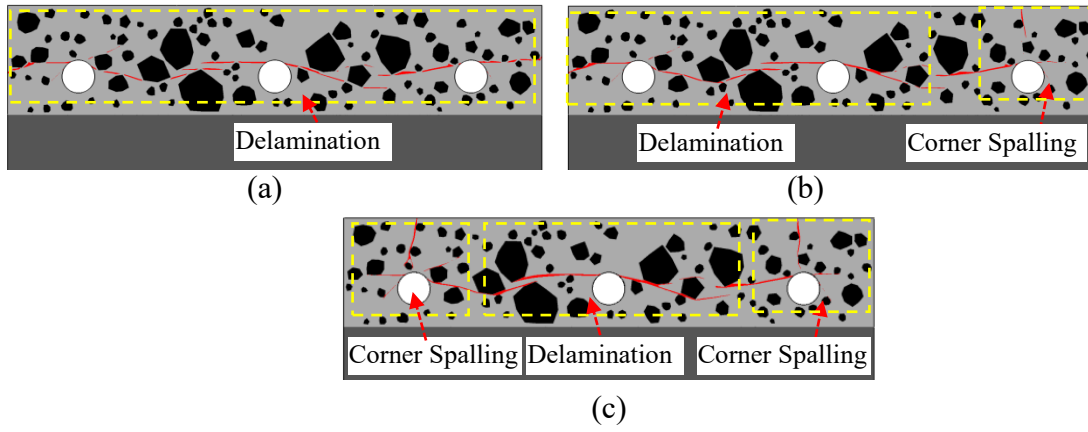 Delamination
(a)
Delamination
Corner Spalling
(b)
Corner Spalling
Delamination
Corner Spalling
(c)